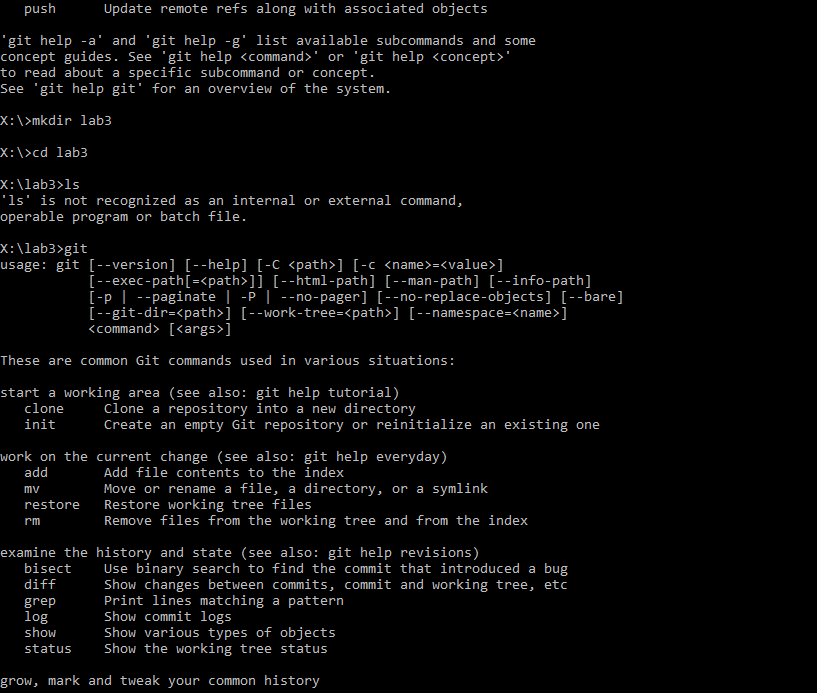 push      Update remote refs along with associated objects

'git help -a' and 'git help -g' list available subcommands and some
concept guides. See 'git help <command>' or 'git help <concept>'
to read about a specific subcommand or concept.
See 'git help git' for an overview of the system.

X:\>mkdir lab3

X:\>cd lab3

X:\lab3>ls
'ls' is not recognized as an internal or external command,
operable program or batch file.

X:\lab3>git
usage: git [--version] [--help] [-C <path>] [-c <name>=<value>]
           [--exec-path[=<path>]] [--html-path] [--man-path] [--info-path]
           [-p | --paginate | -P | --no-pager] [--no-replace-objects] [--bare]
           [--git-dir=<path>] [--work-tree=<path>] [--namespace=<name>]
           <command> [<args>]

These are common Git commands used in various situations:

start a working area (see also: git help tutorial)
   clone     Clone a repository into a new directory
   init      Create an empty Git repository or reinitialize an existing one

work on the current change (see also: git help everyday)
   add       Add file contents to the index
   mv        Move or rename a file, a directory, or a symlink
   restore   Restore working tree files
   rm        Remove files from the working tree and from the index

examine the history and state (see also: git help revisions)
   bisect    Use binary search to find the commit that introduced a bug
   diff      Show changes between commits, commit and working tree, etc
   grep      Print lines matching a pattern
   log       Show commit logs
   show      Show various types of objects
   status    Show the working tree status

grow, mark and tweak your common history